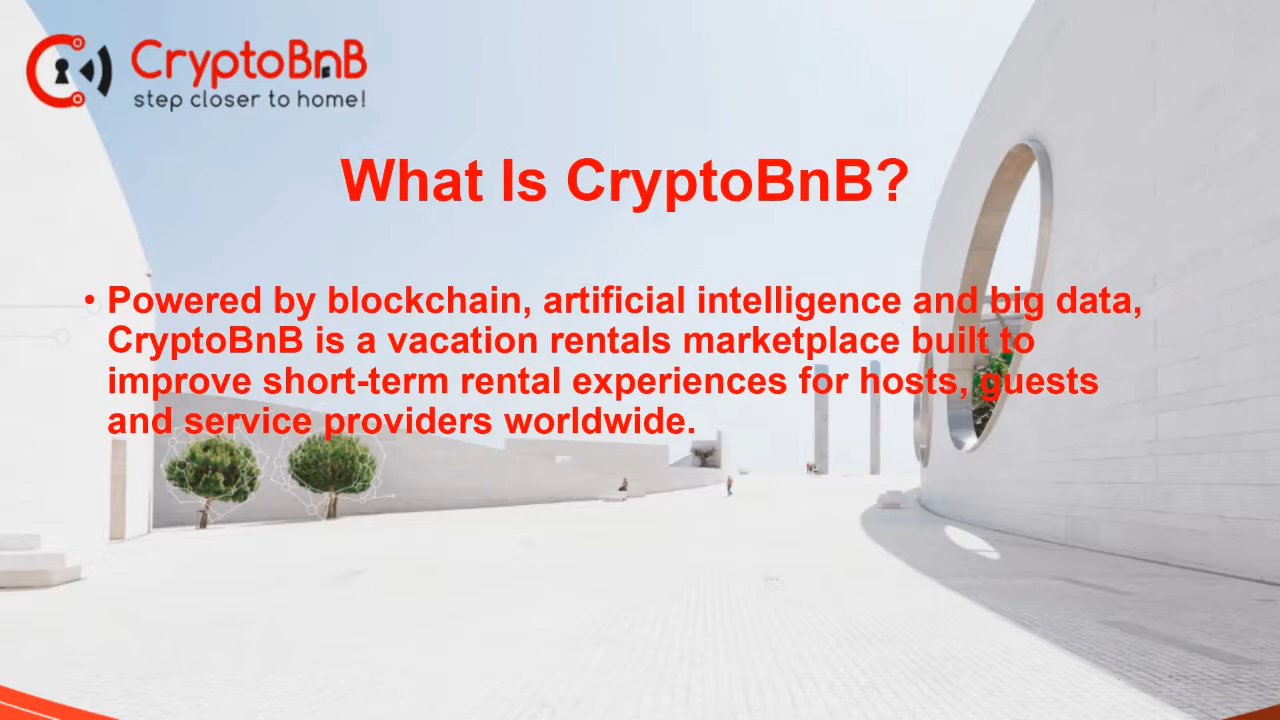 CryptoBnB
step closer to home!
What Is CryptoBnB?
• Powered by blockchain, artificial intelligence and big data,
CryptoBnB is a vacation rentals marketplace built to
improve short-term rental experiences for hosts, guests
and service providers worldwide.